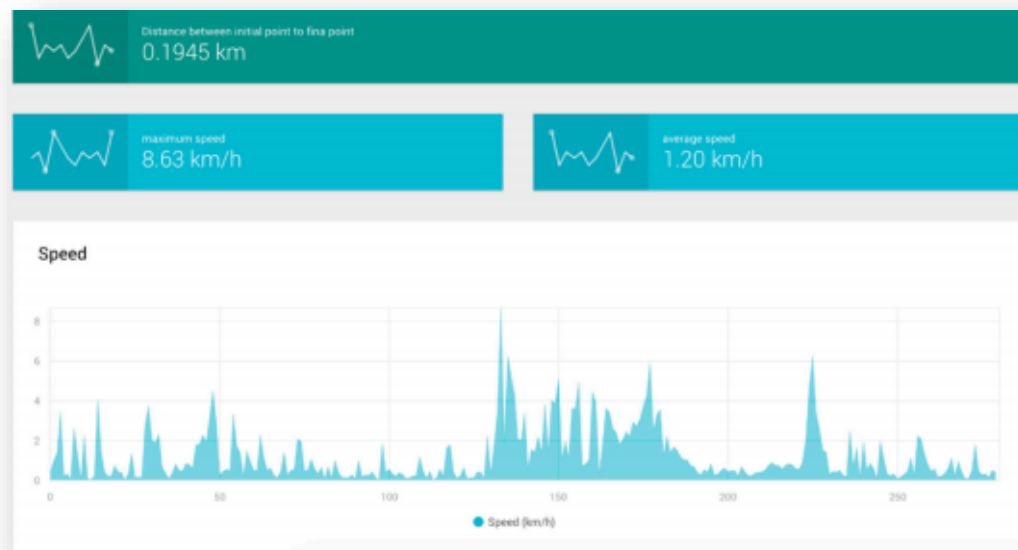 Distance between initial point to fina point
0.1945 km
maximum speed
8.63 km/h
average speed
1.20 km/h
Speed
8
6
4
2
0
0
50
100
150
200
250
Speed (km/h)